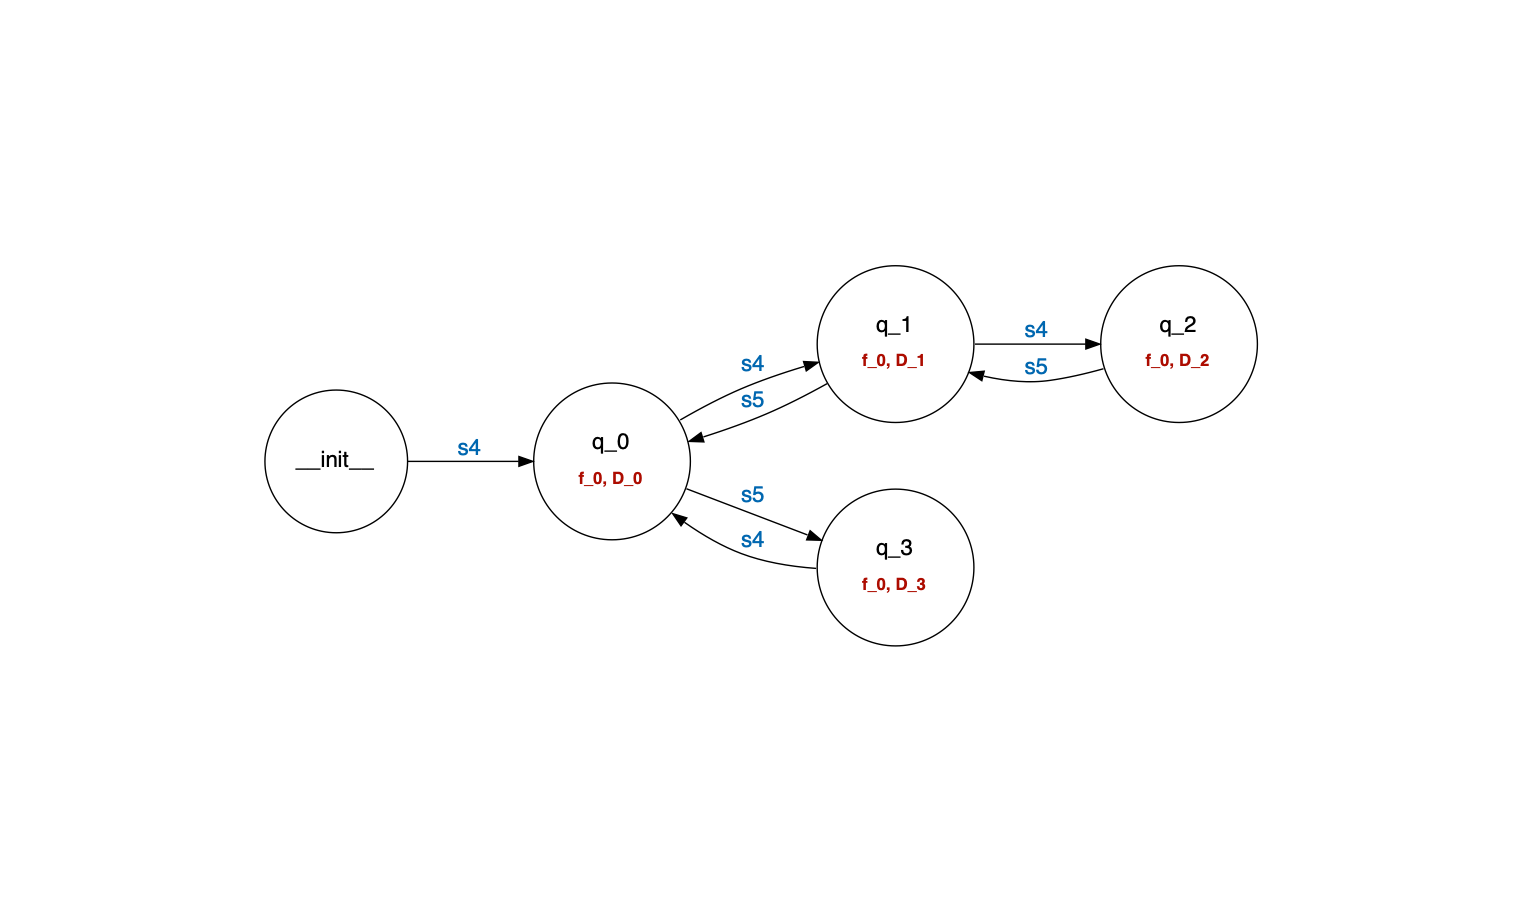 __init__
s4
q_0
f_0, D_0
s4
s5
s5
s4
q_1
f_0, D_1
s4
s5
q_2
f_0, D_2
q_3
f_0, D_3